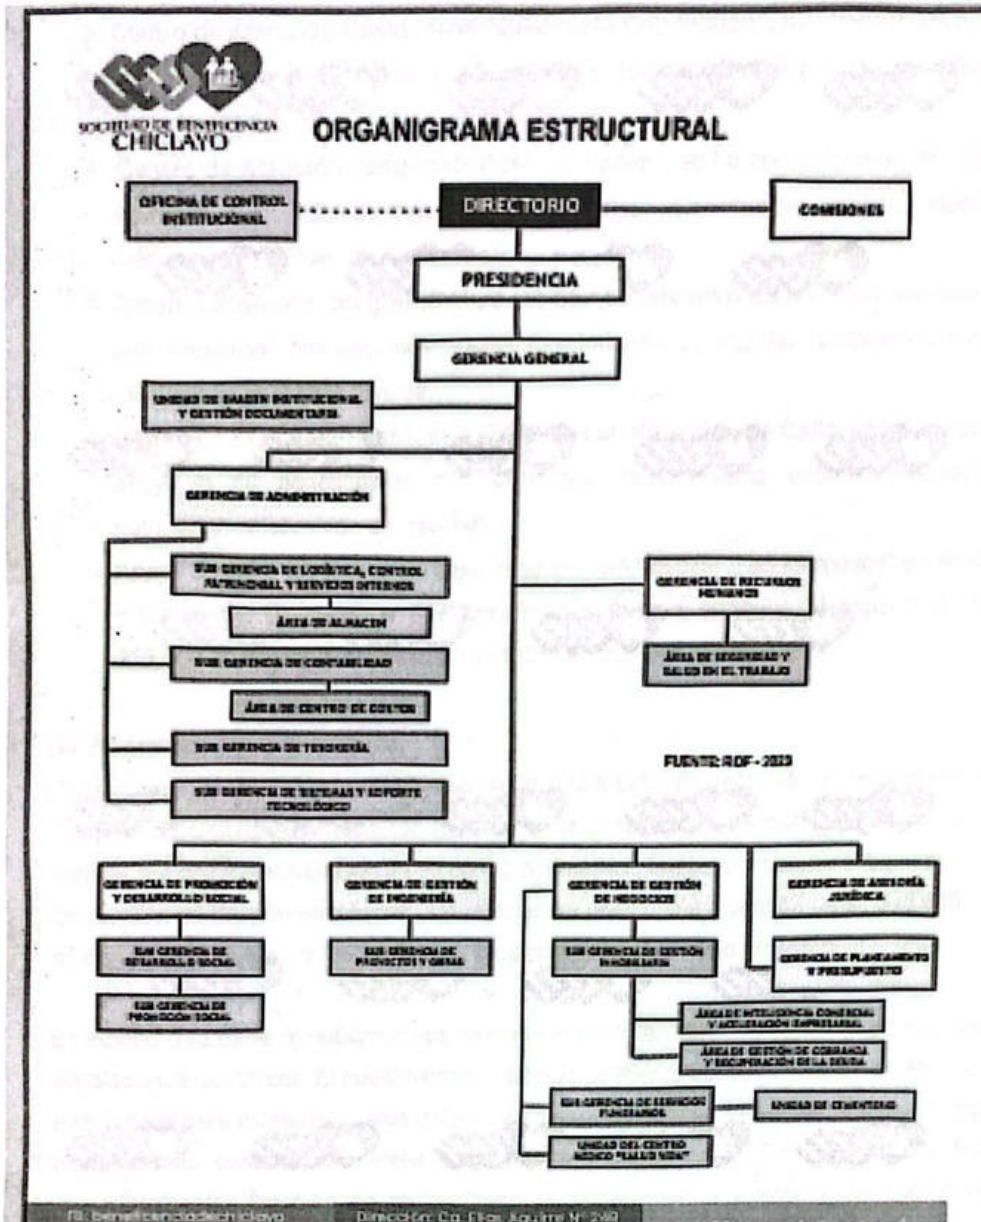 SOCIEDAD DE BENEFICENCIA
CHICLAYO
ORGANIGRAMA ESTRUCTURAL
OFICINA DE CONTROL
INSTITUCIONAL
DIRECTORIO
COMISIONES
PRESIDENCIA
GERENCIA GENERAL
UNIDAD DE IMAGEN INSTITUCIONAL
Y GESTIÓN DOCUMENTARIA
GERENCIA DE ADMINISTRACIÓN
SUB GERENCIA DE LOGÍSTICA, CONTROL
PATRIMONIAL Y SERVICIOS INTERNOS
ÁREA DE ALMACEN
SUB GERENCIA DE CONTABILIDAD
ÁREA DE CENTRO DE COSTOS
SUB GERENCIA DE TESORERÍA
SUB GERENCIA DE SISTEMAS Y SOPORTE
TECNOLÓGICO
GERENCIA DE RECURSOS
HUMANOS
ÁREA DE SEGURIDAD Y
SALUD EN EL TRABAJO
FUENTE: ROF - 2023
GERENCIA DE PROMOCIÓN
Y DESARROLLO SOCIAL
SUB GERENCIA DE
DESARROLLO SOCIAL
SUB GERENCIA DE
PROMOCIÓN SOCIAL
GERENCIA DE GESTIÓN
DE INGENIERÍA
SUB GERENCIA DE
PROYECTOS Y OBRAS
GERENCIA DE GESTIÓN
DE NEGOCIOS
SUB GERENCIA DE GESTIÓN
INMOBILIARIA
GERENCIA DE ASESORÍA
JURÍDICA
GERENCIA DE PLANEAMIENTO
Y PRESUPUESTO
ÁREA DE INTELIGENCIA COMERCIAL
Y ACELERACIÓN EMPRESARIAL
ÁREA DE GESTIÓN DE COBRANZA
Y RECUPERACIÓN DE LA DEUDA
SUB GERENCIA DE SERVICIOS
FUNERARIOS
UNIDAD DE CEMENTERIO
UNIDAD DEL CENTRO
MÉDICO
beneficenciadechiclayo
Dirección: Ca. Elías Aguirre N° 248